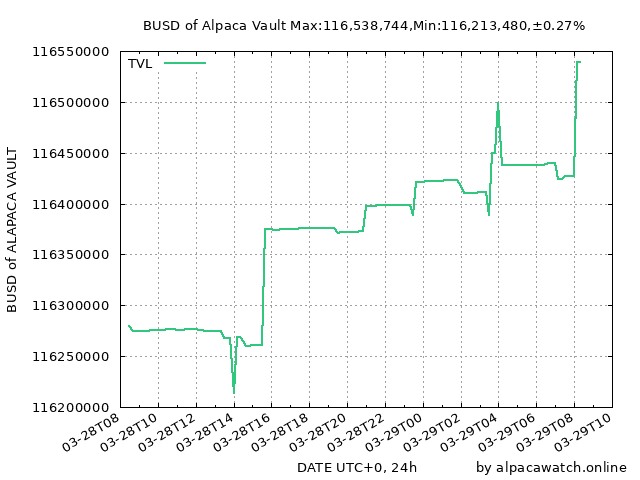 BUSD of Alpaca Vault Max:116,538,744,Min:116,213,480,±0.27%
TVL
116550000
116500000
116450000
116400000
116350000
116300000
116250000
116200000
BUSD of ALAPACA VAULT
03-28T08
03-28T10
03-28T12
03-28T14
03-28T16
03-28T18
03-28T20
03-28T22
03-29T00
03-29T02
03-29T04
03-29T06
03-29T08
03-29T10
DATE UTC+0, 24h
by alpacawatch.online